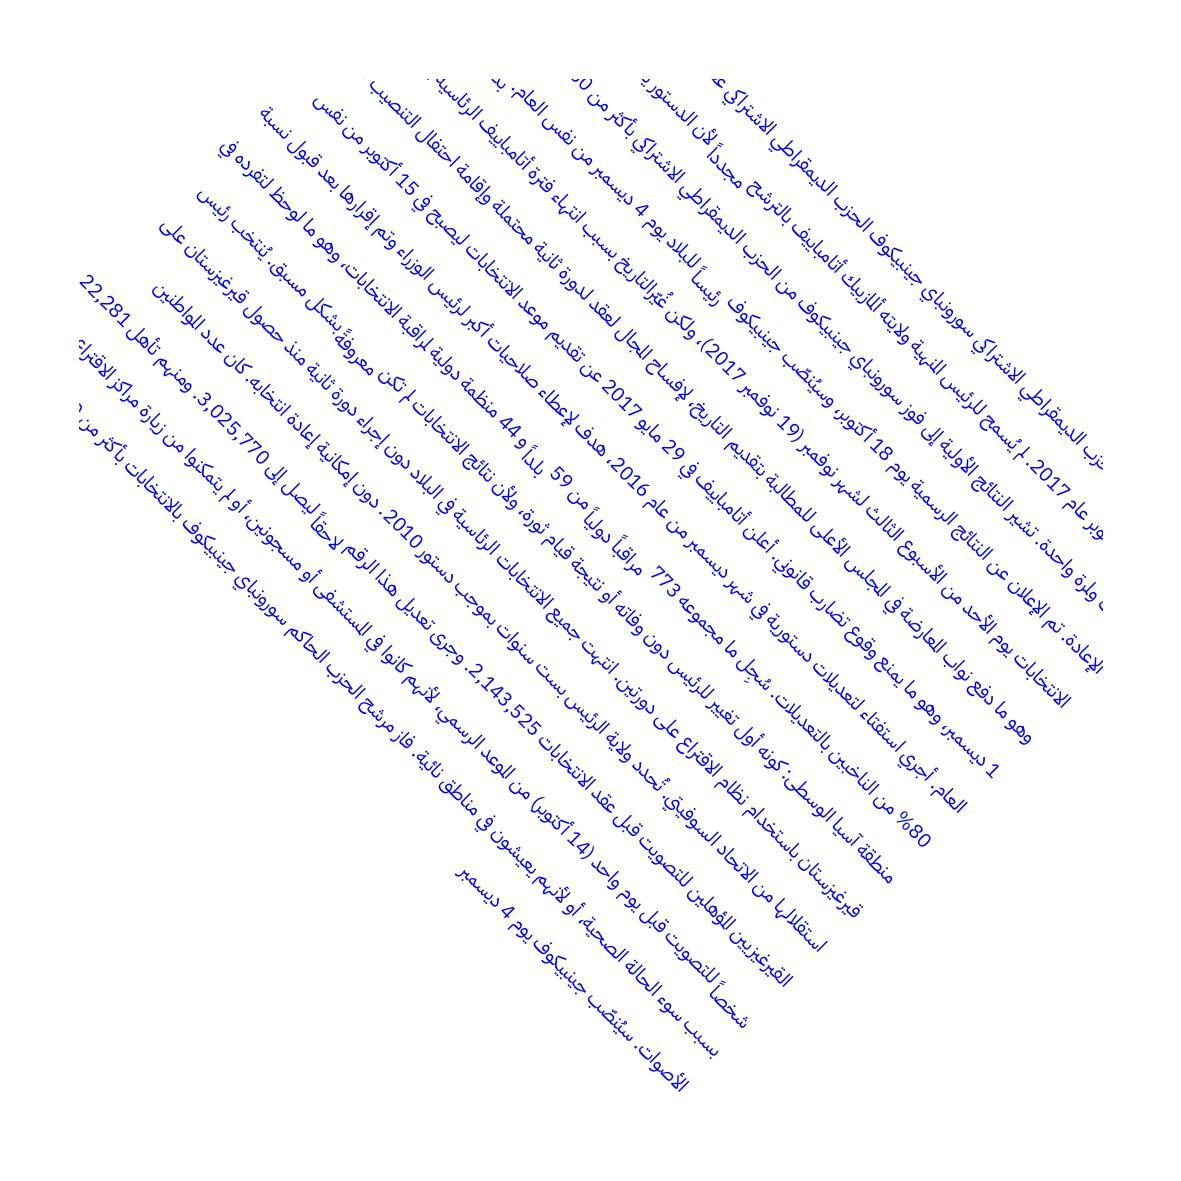 الديمقراطي الاشتراكي سورونباي جينبيكوف الحزب الديمقراطي الاشتراكي
عام 2017. لم يُسمح للرئيس المنتهية ولايته ألمازبيك أتامباييف بالترشح مجدداً لأن الدستور
ولمرة واحدة. تشير النتائج الأولية إلى فوز سورونباي جينبيكوف من الحزب الديمقراطي الاشتراكي بأكثر من
الإعادة. تم الإعلان عن النتائج الرسمية يوم 18 أكتوبر، وسيُنصّب جينبيكوف رئيساً للبلاد يوم 4 ديسمبر من نفس العام.
الانتخابات يوم الأحد من الأسبوع الثالث لشهر نوفمبر (19 نوفمبر 2017)، ولكن غُيّر التاريخ بسبب انتهاء فترة أتامباييف الرئاسية
وهو ما دفع نواب المعارضة في المجلس الأعلى للمطالبة بتقديم التاريخ، لإفساح المجال لعقد لدورة ثانية محتملة وإقامة احتفال التنصيب
1 ديسمبر، وهو ما يمنع وقوع تضارب قانوني. أعلن أتامباييف في 29 مايو 2017 عن تقديم موعد الانتخابات ليصبح في 15 أكتوبر من نفس
العام. أجري استفتاء لتعديلات دستورية في شهر ديسمبر من عام 2016، هدف لإعطاء صلاحيات أكبر لرئيس الوزراء وتم إقرارها بعد قبول نسبة
80% من الناخبين بالتعديلات. سُجِل ما مجموعه 773 مراقباً دولياً من 59 بلداً و 44 منظمة دولية لمراقبة الانتخابات، وهو ما لوحظ لتفرده في
منطقة آسيا الوسطى: كونه أول تغيير للرئيس دون وفاته أو نتيجة قيام ثورة، ولأن نتائج الانتخابات لم تكن معروفةً بشكل مسبق. يُنتخب رئيس
قيرغيزستان باستخدام نظام الاقتراع على دورتين. انتهت جميع الانتخابات الرئاسية في البلاد دون إجراء دورة ثانية منذ حصول قيرغيزستان على
استقلالها من الاتحاد السوفيتي. تُحدد ولاية الرئيس بست سنوات بموجب دستور 2010. دون إمكانية إعادة انتخابه. كان عدد المواطنين
القيرغيزيين المؤهلين للتصويت قبل عقد الانتخابات 2,143,525. وجرى تعديل هذا الرقم لاحقاً ليصل إلى 3,025,770. ومنهم تأهل 22,281
شخصاً للتصويت قبل يوم واحد (14 أكتوبر) من الموعد الرسمي، لأنهم كانوا في المستشفى أو مسجونين، أو لم يتمكنوا من زيارة مراكز الاقتراع
بسبب سوء الحالة الصحية، أو لأنهم يعيشون في مناطق نائية. فاز مرشح الحزب الحاكم سورونباي جينبيكوف بالانتخابات بأكثر من
الأصوات. سيُنصّب جينبيكوف يوم 4 ديسمبر